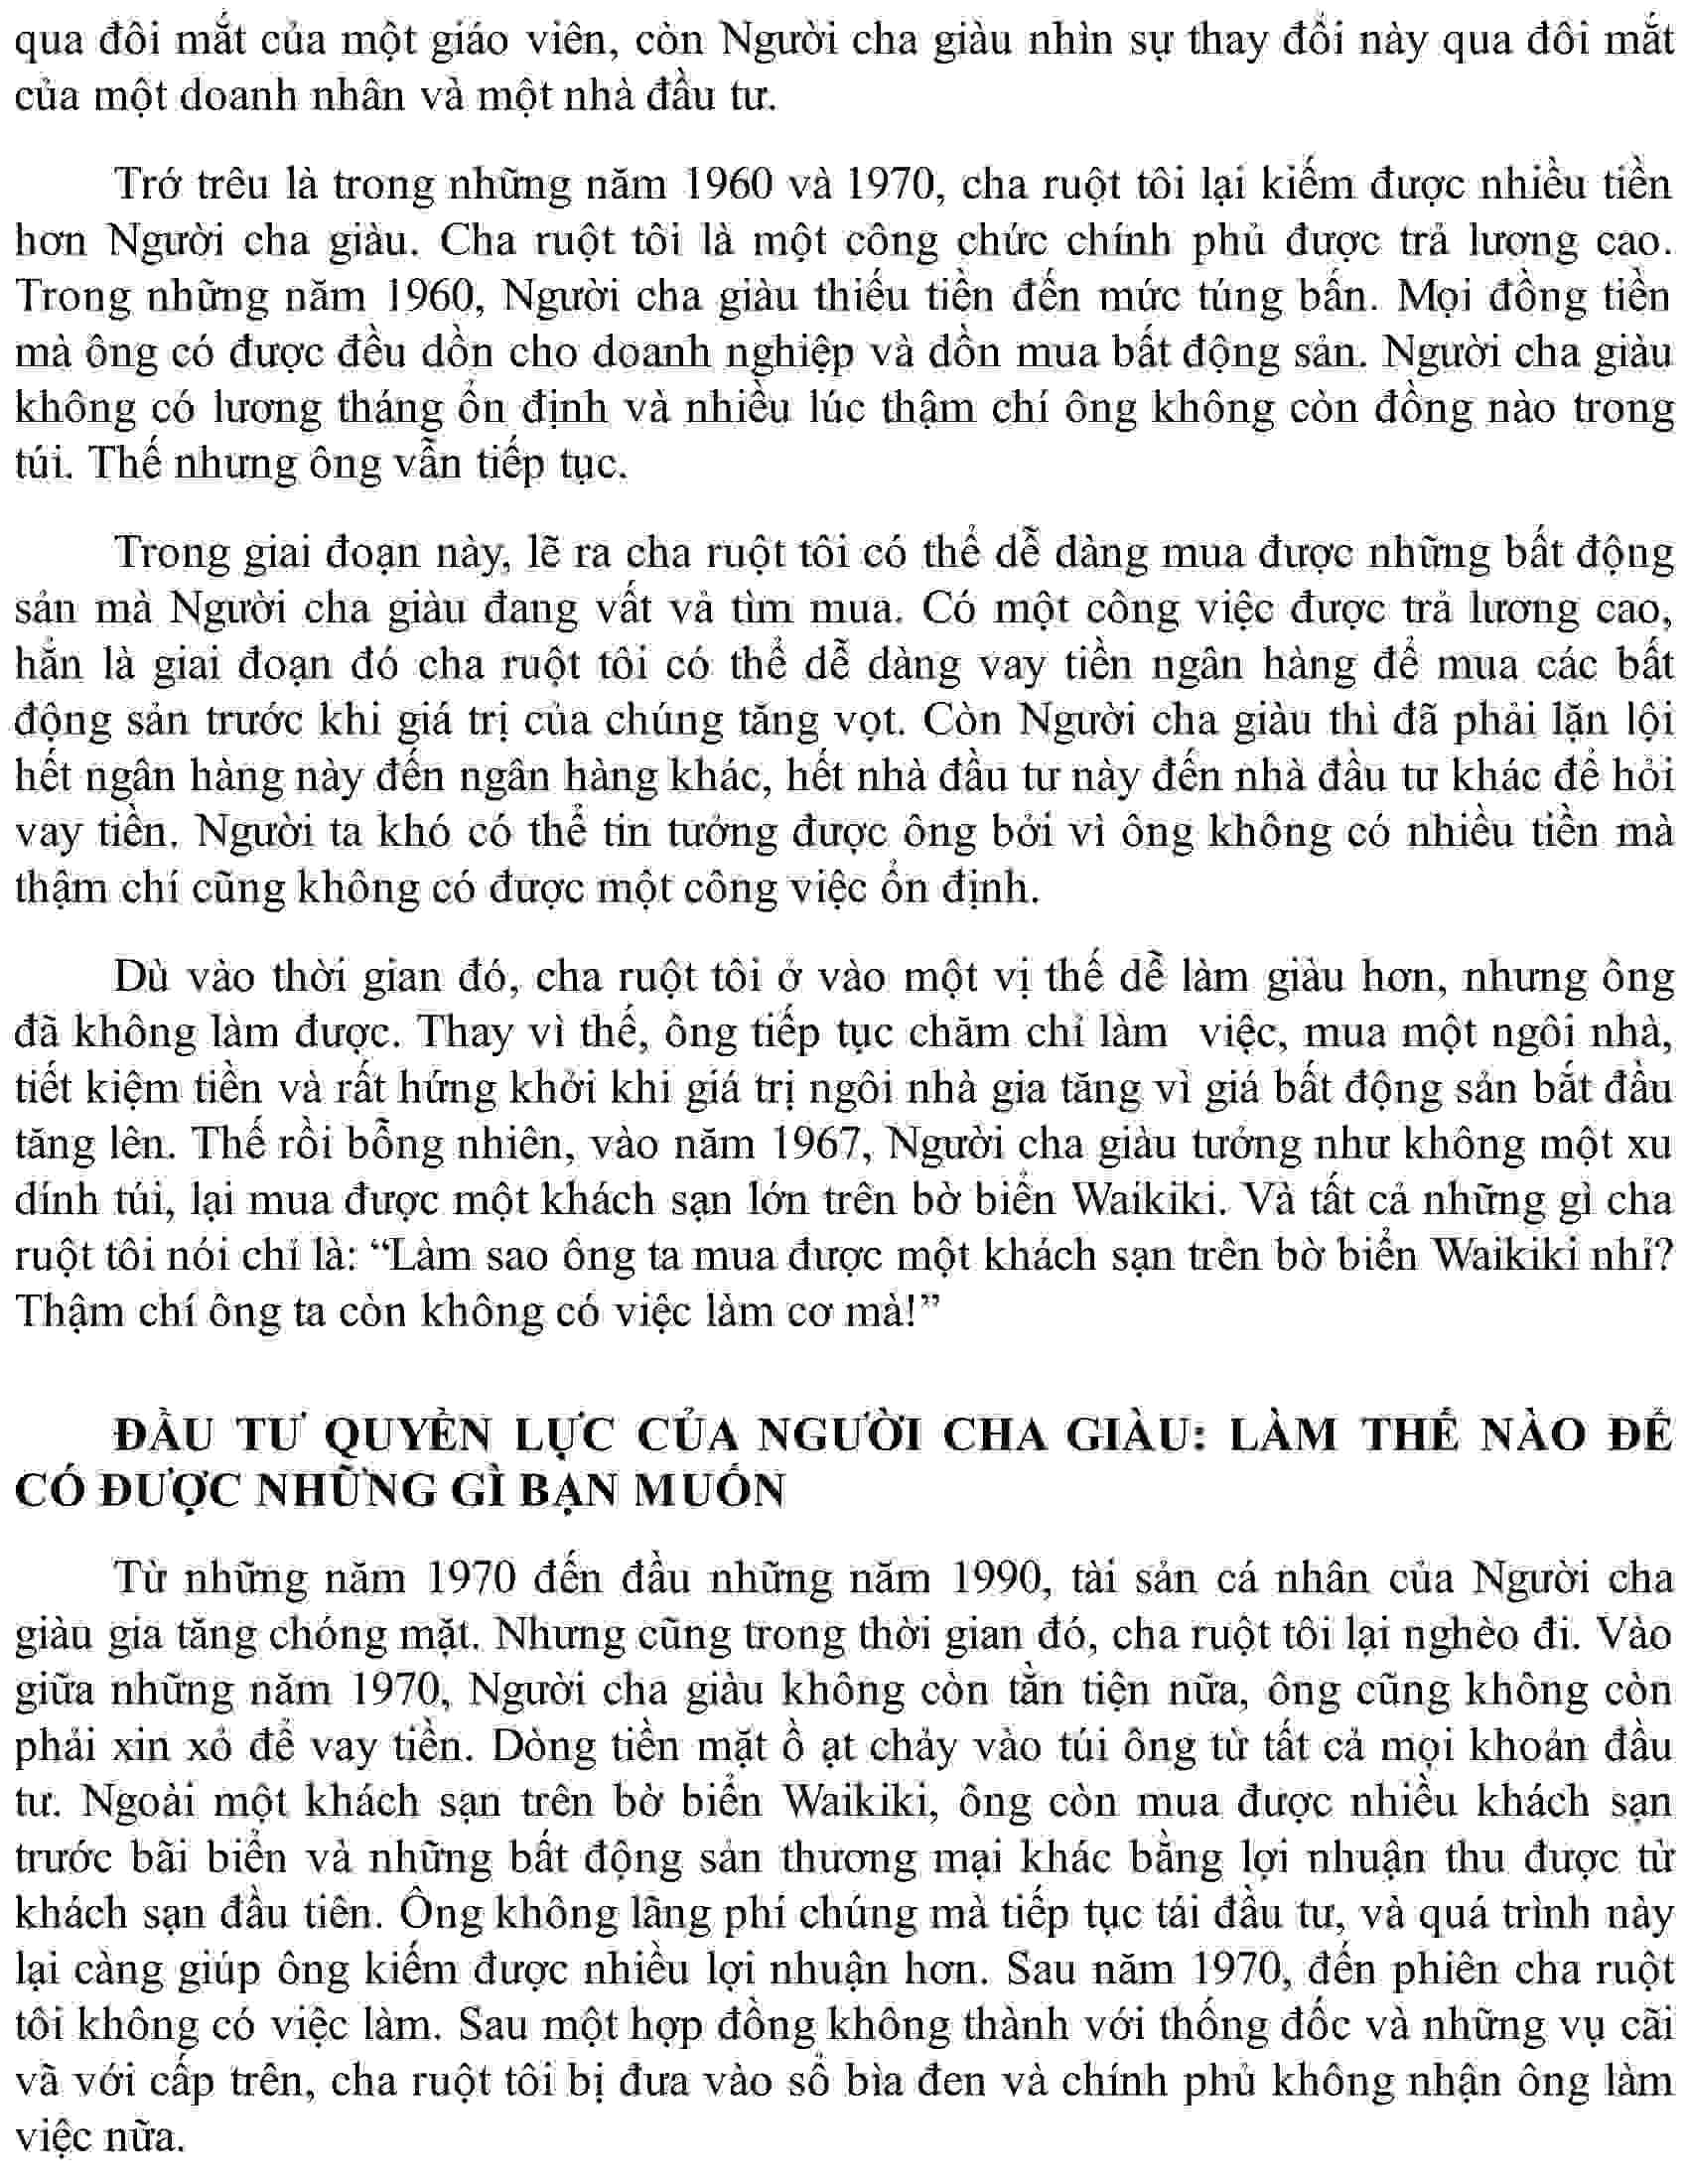 qua đôi mắt của một giáo viên, còn Người cha giàu nhìn sự thay đổi này qua đôi mắt
của một doanh nhân và một nhà đầu tư.
Trớ trêu là trong những năm 1960 và 1970, cha ruột tôi lại kiếm được nhiều tiền
hơn Người cha giàu. Cha ruột tôi là một công chức chính phủ được trả lương cao.
Trong những năm 1960, Người cha giàu thiếu tiền đến mức túng bấn. Mọi đồng tiền
mà ông có được đều dồn cho doanh nghiệp và dồn mua bất động sản. Người cha giàu
không có lương tháng ổn định và nhiều lúc thậm chí ông không còn đồng nào trong
túi. Thế nhưng ông vẫn tiếp tục.
Trong giai đoạn này, lẽ ra cha ruột tôi có thể dễ dàng mua được những bất động
sản mà Người cha giàu đang vất vả tìm mua. Có một công việc được trả lương cao,
hẳn là giai đoạn đó cha ruột tôi có thể dễ dàng vay tiền ngân hàng để mua các bất
động sản trước khi giá trị của chúng tăng vọt. Còn Người cha giàu thì đã phải lặn lội
hết ngân hàng này đến ngân hàng khác, hết nhà đầu tư này đến nhà đầu tư khác để hỏi
vay tiền. Người ta khó có thể tin tưởng được ông bởi vì ông không có nhiều tiền mà
thậm chí cũng không có được một công việc ổn định.
Dù vào thời gian đó, cha ruột tôi ở vào một vị thế dễ làm giàu hơn, nhưng ông
đã không làm được. Thay vì thế, ông tiếp tục chăm chỉ làm  việc, mua một ngôi nhà,
tiết kiệm tiền và rất hứng khởi khi giá trị ngôi nhà gia tăng vì giá bất động sản bắt đầu
tăng lên. Thế rồi bỗng nhiên, vào năm 1967, Người cha giàu tưởng như không một xu
dính túi, lại mua được một khách sạn lớn trên bờ biển Waikiki. Và tất cả những gì cha
ruột tôi nói chỉ là: “Làm sao ông ta mua được một khách sạn trên bờ biển Waikiki nhỉ?
Thậm chí ông ta còn không có việc làm cơ mà!”
ĐẦU TƯ QUYỀN LỰC CỦA NGƯỜI CHA GIÀU: LÀM THẾ NÀO ĐỂ
CÓ ĐƯỢC NHỮNG GÌ BẠN MUỐN
Từ những năm 1970 đến đầu những năm 1990, tài sản cá nhân của Người cha
giàu gia tăng chóng mặt. Nhưng cũng trong thời gian đó, cha ruột tôi lại nghèo đi. Vào
giữa những năm 1970, Người cha giàu không còn tằn tiện nữa, ông cũng không còn
phải xin xỏ để vay tiền. Dòng tiền mặt ồ ạt chảy vào túi ông từ tất cả mọi khoản đầu
tư. Ngoài một khách sạn trên bờ biển Waikiki, ông còn mua được nhiều khách sạn
trước bãi biển và những bất động sản thương mại khác bằng lợi nhuận thu được từ
khách sạn đầu tiên. Ông không lãng phí chúng mà tiếp tục tái đầu tư, và quá trình này
lại càng giúp ông kiếm được nhiều lợi nhuận hơn. Sau năm 1970, đến phiên cha ruột
tôi không có việc làm. Sau một hợp đồng không thành với thống đốc và những vụ cãi
vã với cấp trên, cha ruột tôi bị đưa vào sổ bìa đen và chính phủ không nhận ông làm
việc nữa.